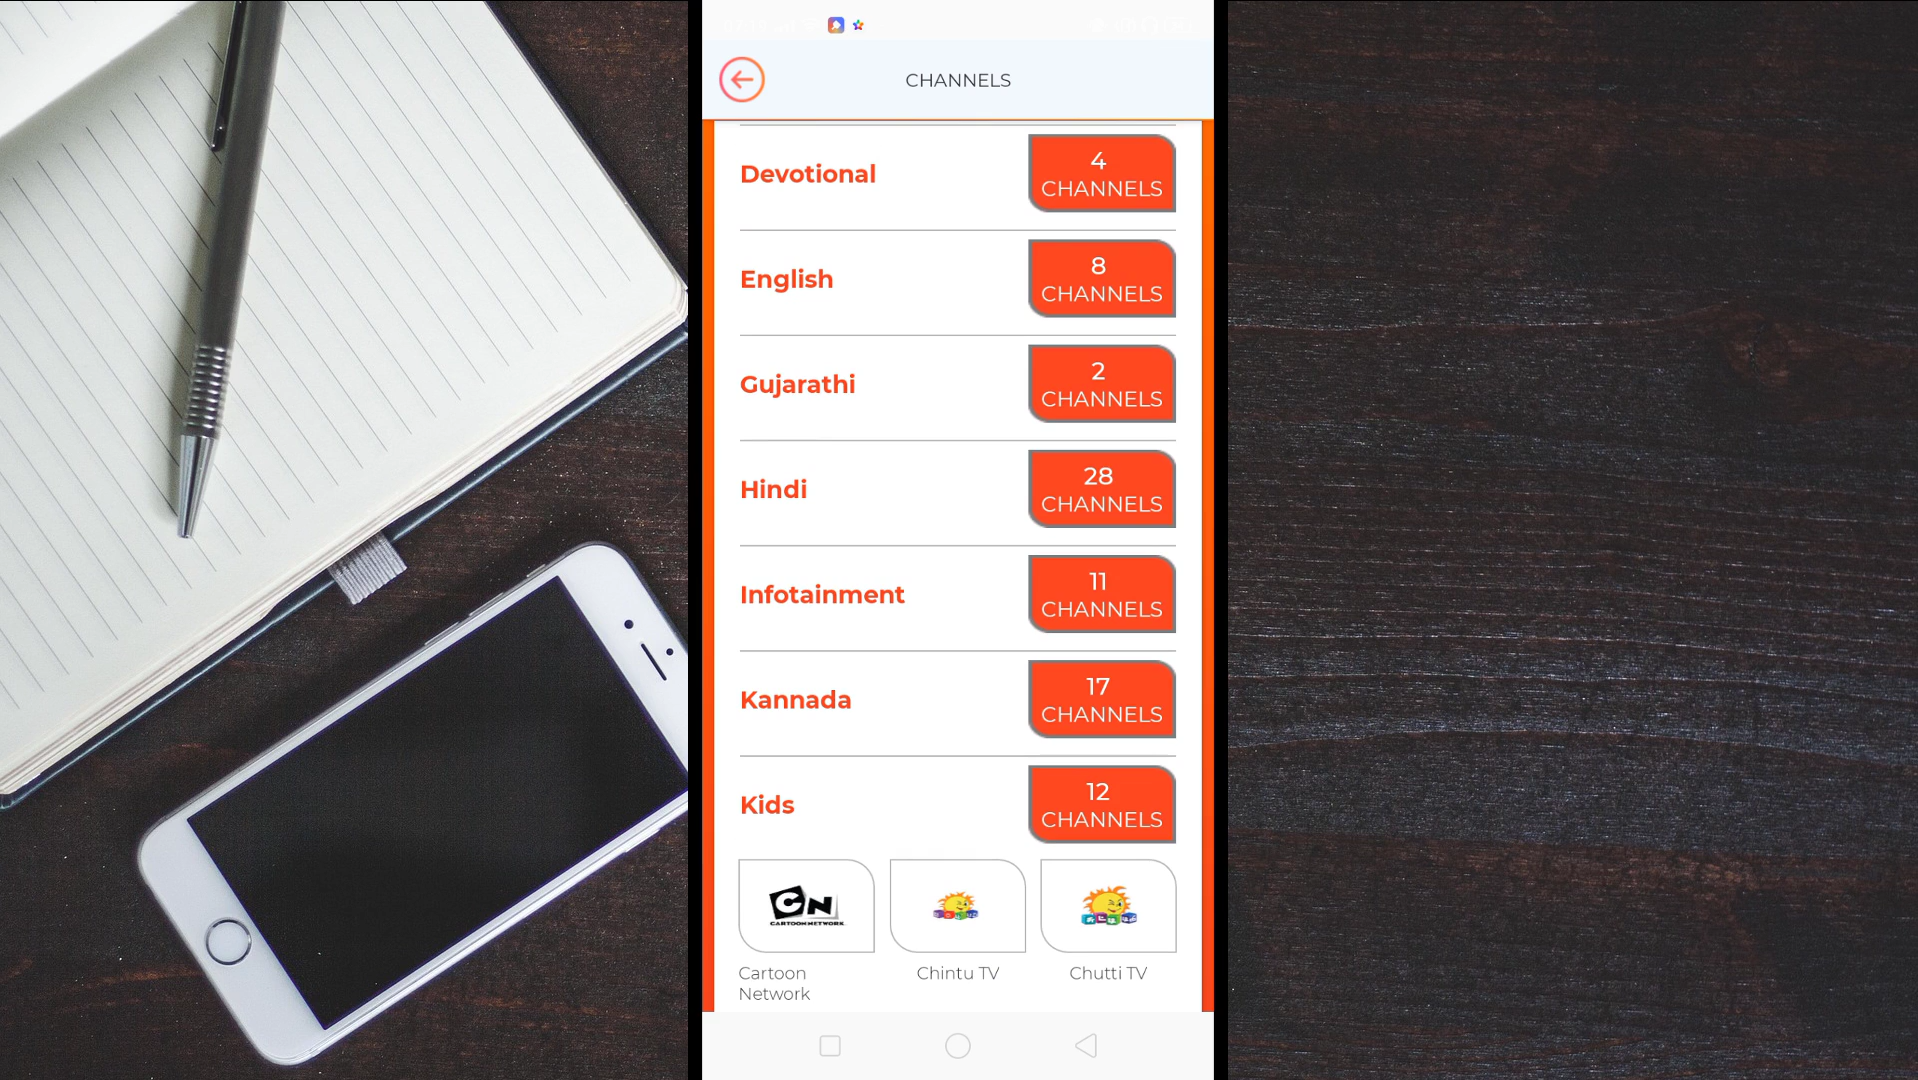 CHANNELS
Devotional
4
CHANNELS
English
8
CHANNELS
Gujarathi
2
CHANNELS
Hindi
28
CHANNELS
Infotainment
11
CHANNELS
Kannada
17
CHANNELS
Kids
12
CHANNELS
CN
CARTOON NETWORK
Cartoon
Network
Chintu TV
Chutti TV